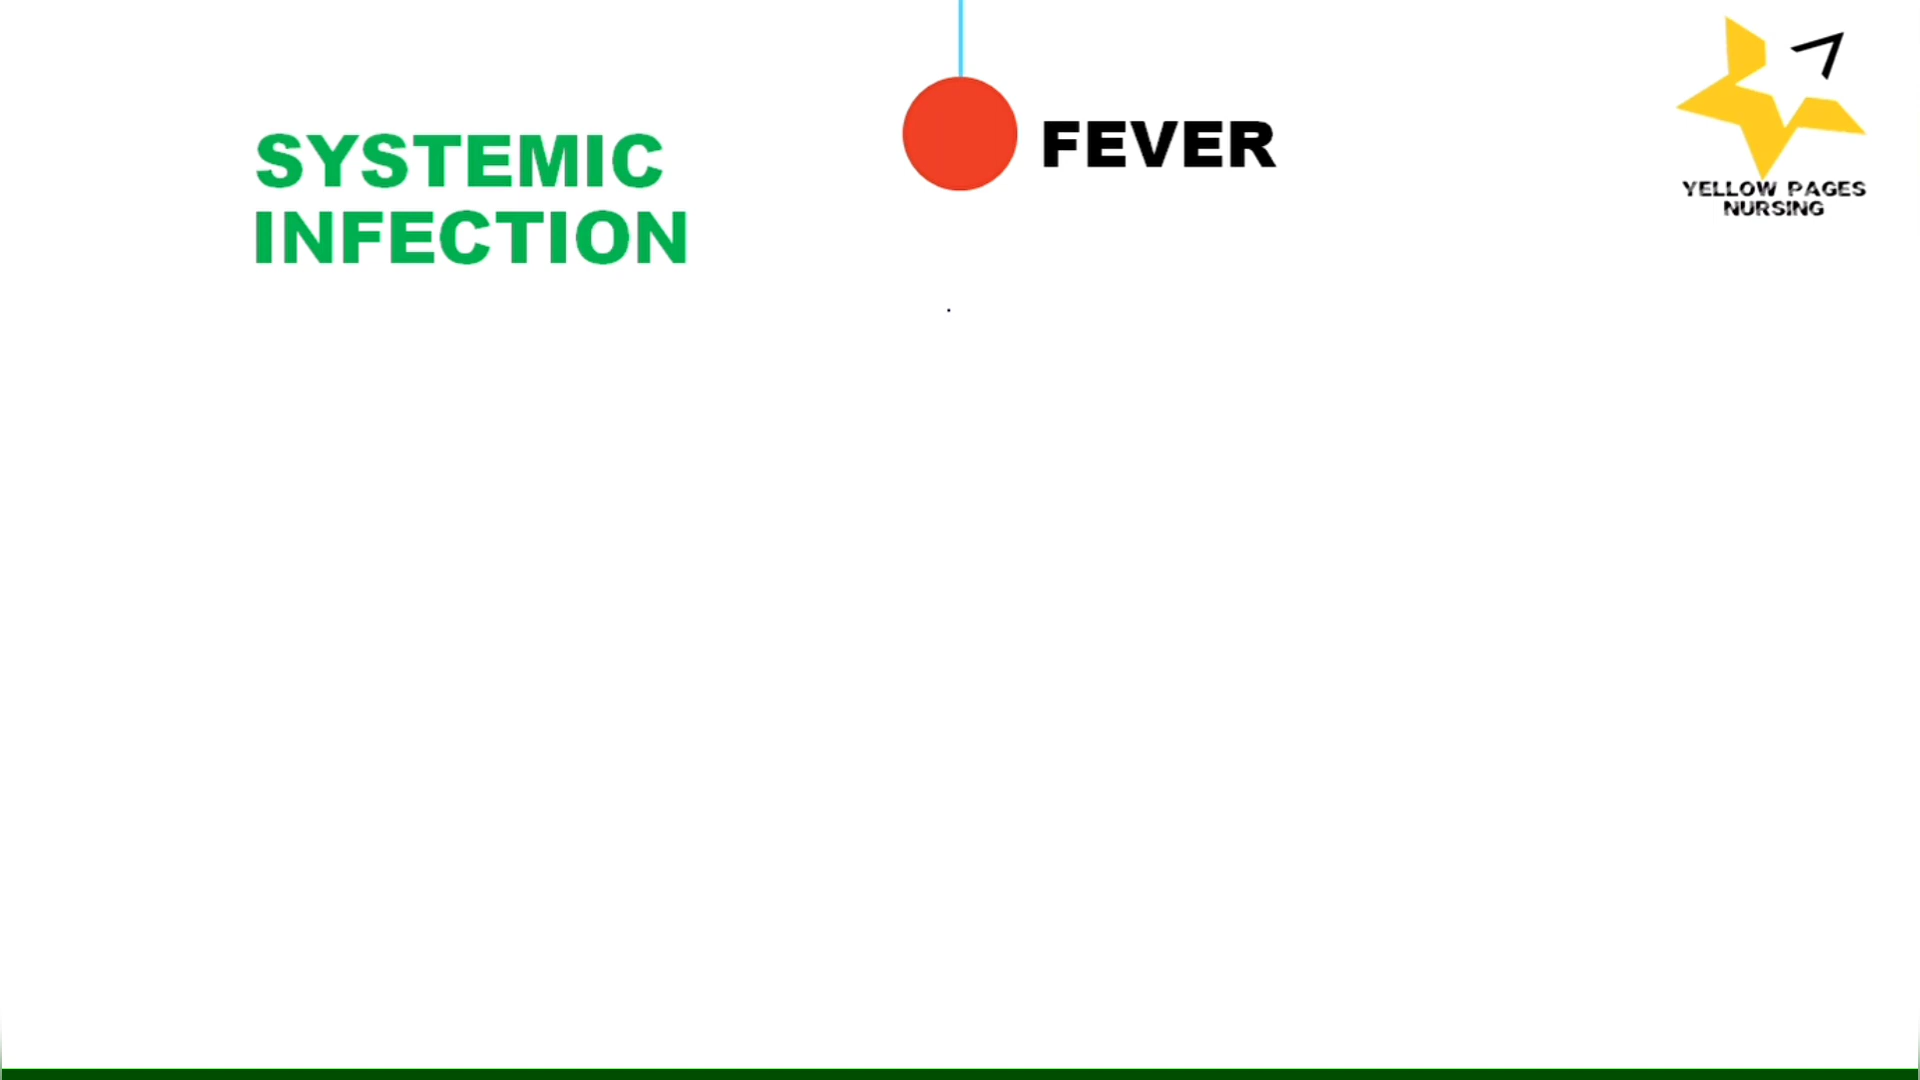 SYSTEMIC
INFECTION
FEVER
YELLOW PAGES
NURSING